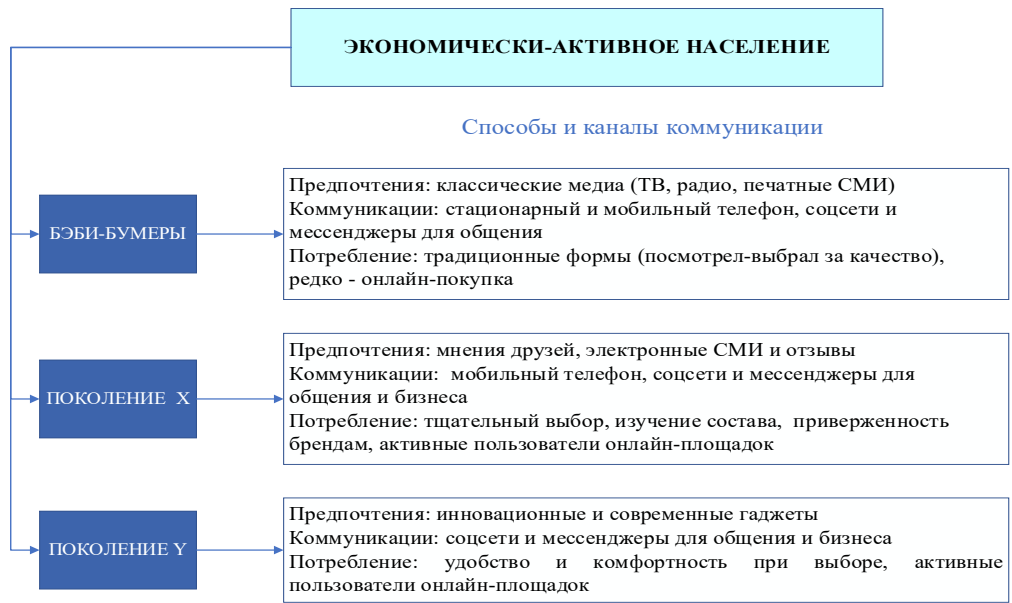 ЭКОНОМИЧЕСКИ-АКТИВНОЕ НАСЕЛЕНИЕ
Способы и каналы коммуникации
БЭБИ-БУМЕРЫ
Предпочтения: классические медиа (ТВ, радио, печатные СМИ)
Коммуникации: стационарный и мобильный телефон, соцсети и
мессенджеры для общения
Потребление: традиционные формы (посмотрел-выбрал за качество),
редко - онлайн-покупка
ПОКОЛЕНИЕ X
Предпочтения: мнения друзей, электронные СМИ и отзывы
Коммуникации: мобильный телефон, соцсети и мессенджеры для
общения и бизнеса
Потребление: тщательный выбор, изучение состава, приверженность
брендам, активные пользователи онлайн-площадок
ПОКОЛЕНИЕ Y
Предпочтения: инновационные и современные гаджеты
Коммуникации: соцсети и мессенджеры для общения и бизнеса
Потребление: удобство и комфортность при выборе, активные
пользователи онлайн-площадок